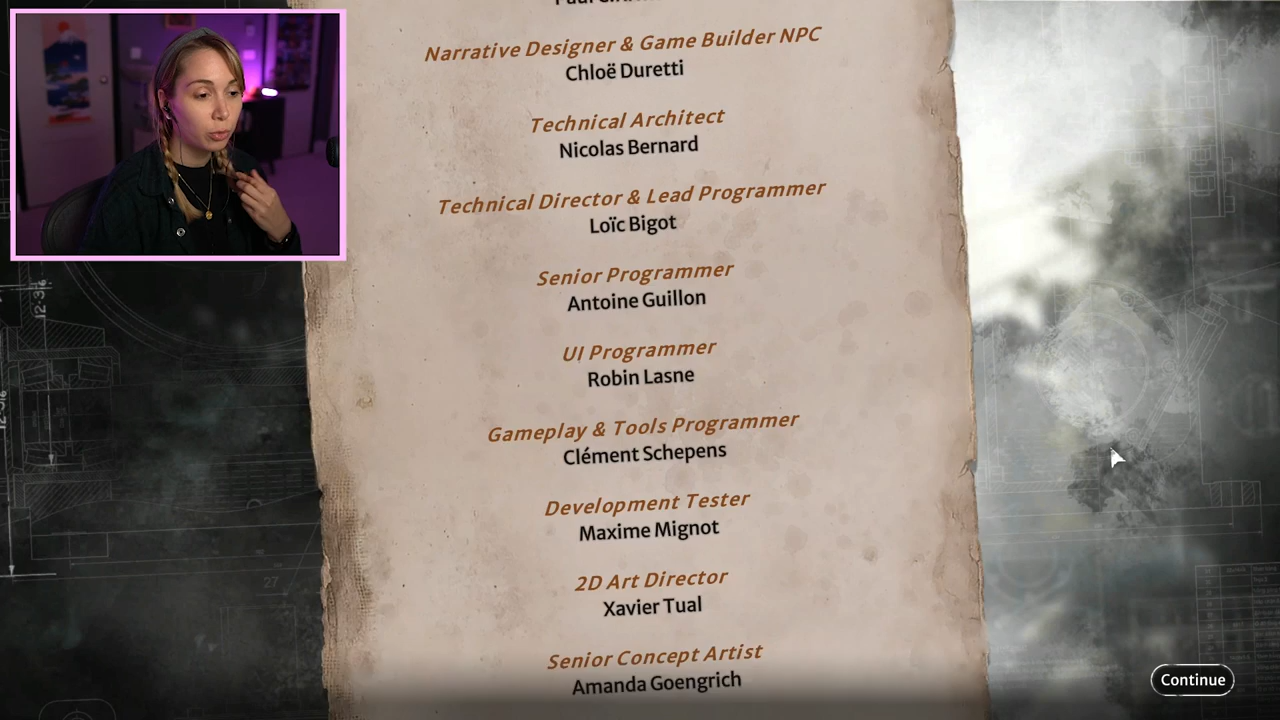 Narrative Designer & Game Builder NPC
Chloë Duretti
Technical Architect
Nicolas Bernard
Technical Director & Lead Programmer
Loïc Bigot
Senior Programmer
Antoine Guillon
UI Programmer
Robin Lasne
Gameplay & Tools Programmer
Clément Schepens
Development Tester
Maxime Mignot
2D Art Director
Xavier Tual
Senior Concept Artist
Amanda Goengrich
Continue
27